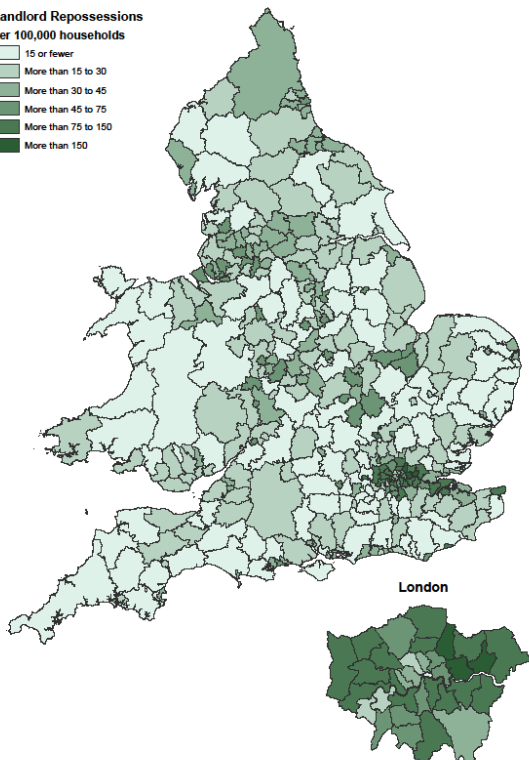 andlord Repossessions
er 100,000 households
15 or fewer
More than 15 to 30
More than 30 to 45
More than 45 to 75
More than 75 to 150
More than 150
London